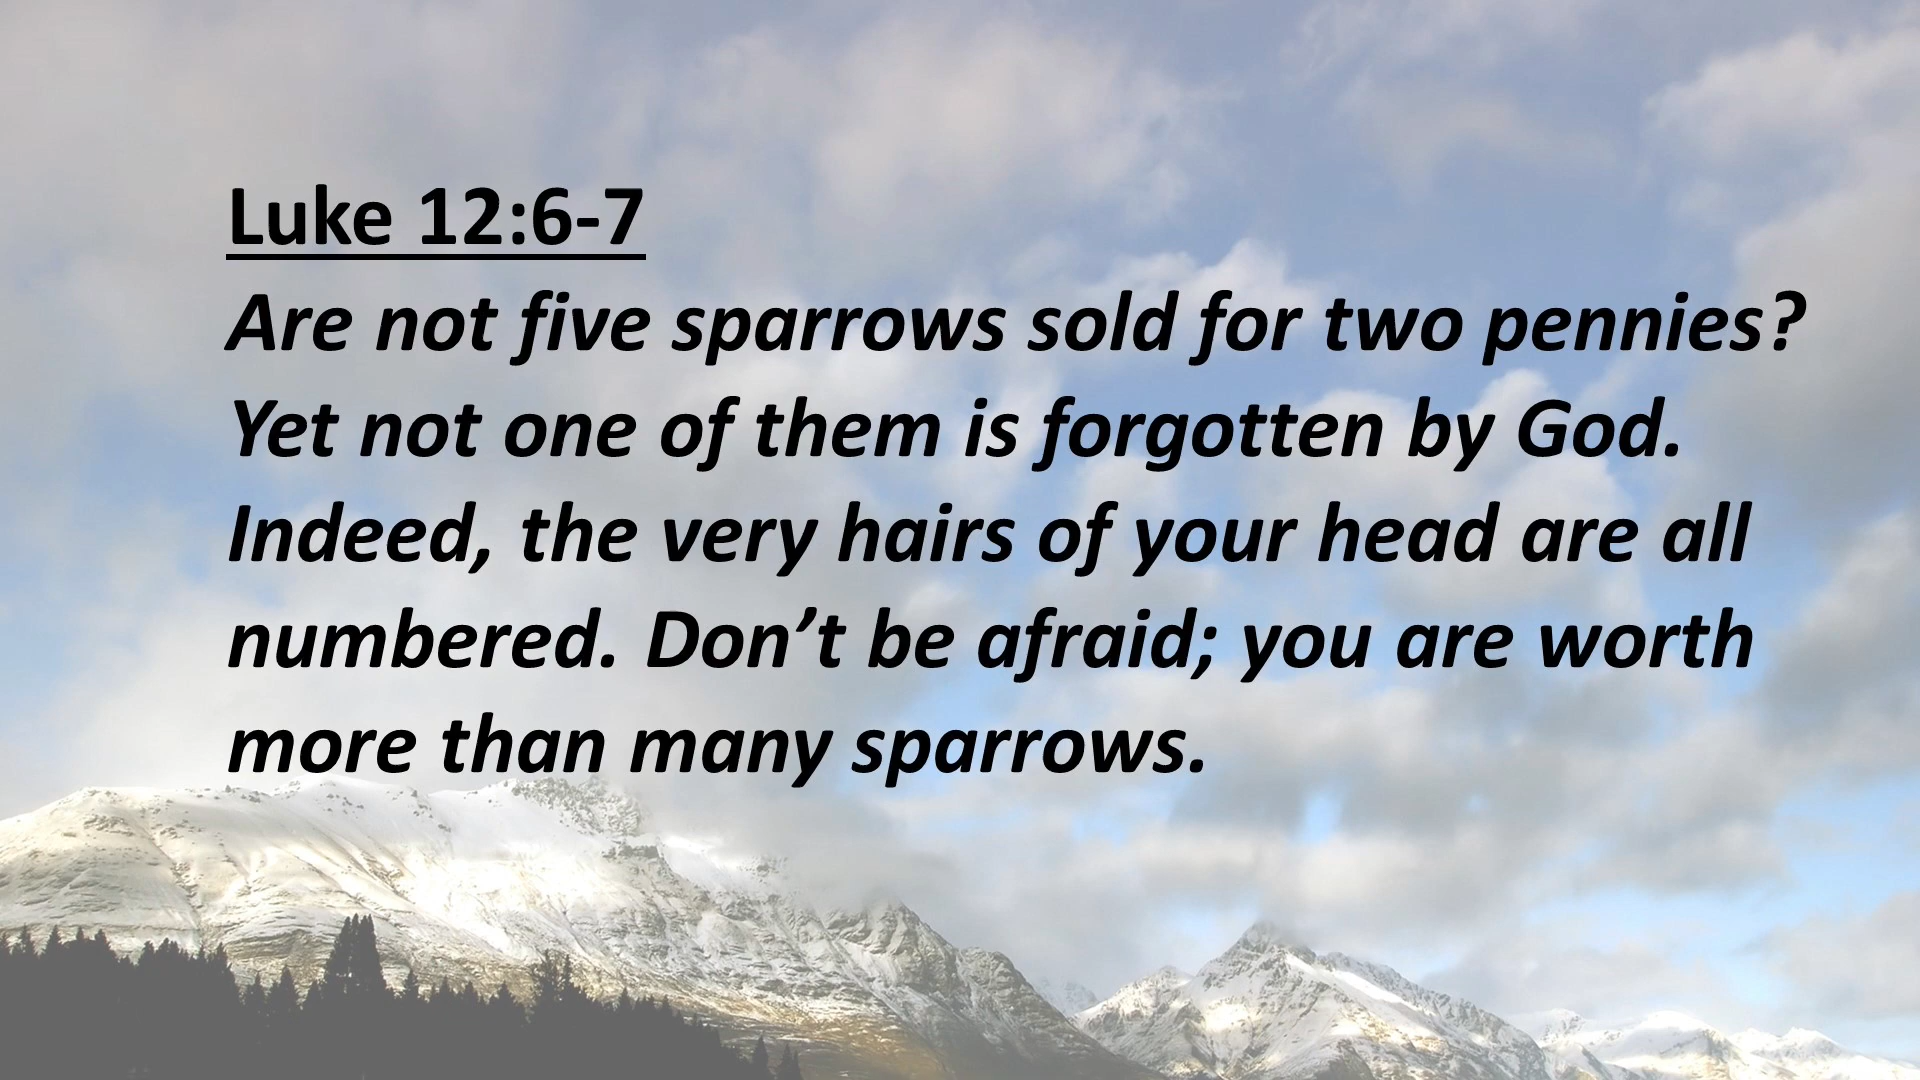 Luke 12:6-7
Are not five sparrows sold for two pennies?
Yet not one of them is forgotten by God.
Indeed, the very hairs of your head are all
numbered. Don’t be afraid; you are worth
more than many sparrows.